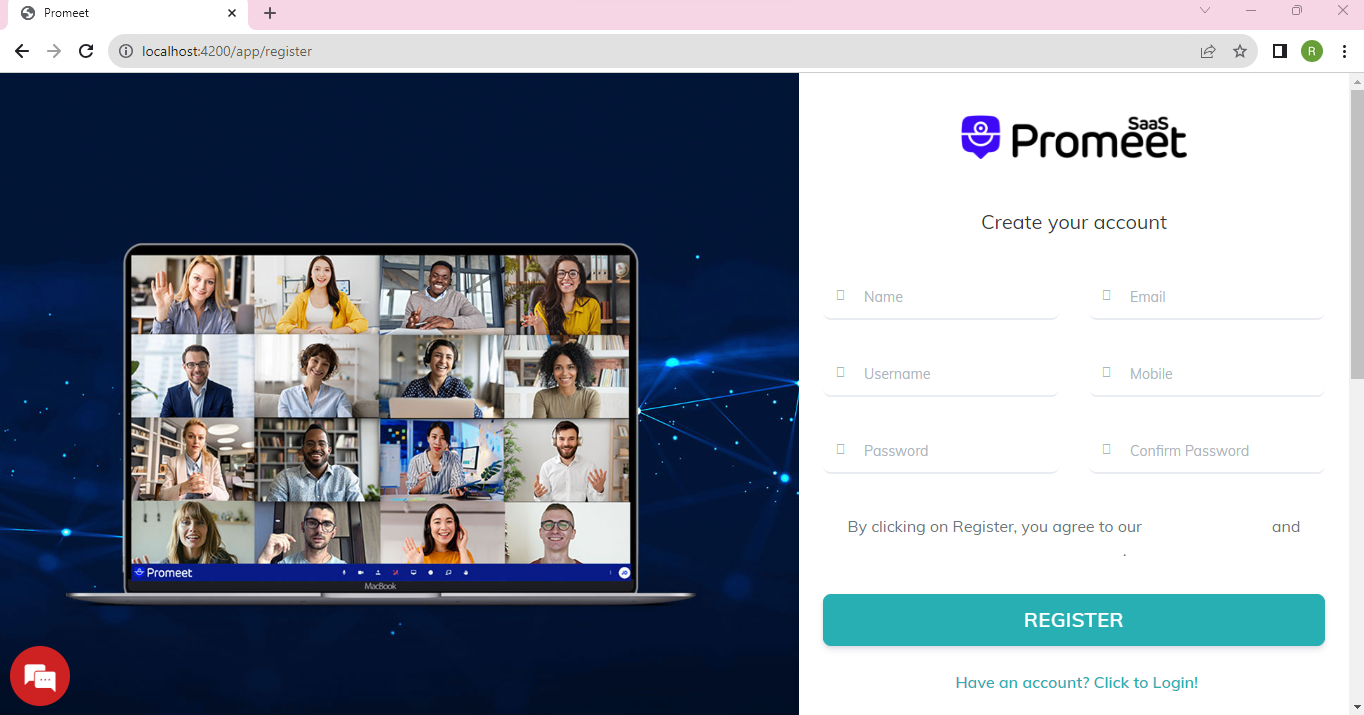 Promeet
localhost:4200/app/register
R
SaaS
Promeet
Create your account
Name
Email
Username
Mobile
Password
Confirm Password
By clicking on Register, you agree to our and
.
REGISTER
Have an account? Click to Login!
Promeet
MacBook